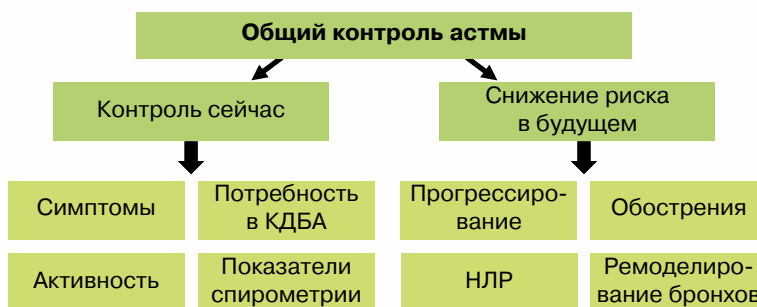 Общий контроль астмы
Контроль сейчас
Снижение риска
в будущем
Симптомы
Потребность
в КДБА
Прогрессиро-
вание
Обострения
Активность
Показатели
спирометрии
НЛР
Ремоделиро-
вание бронхов